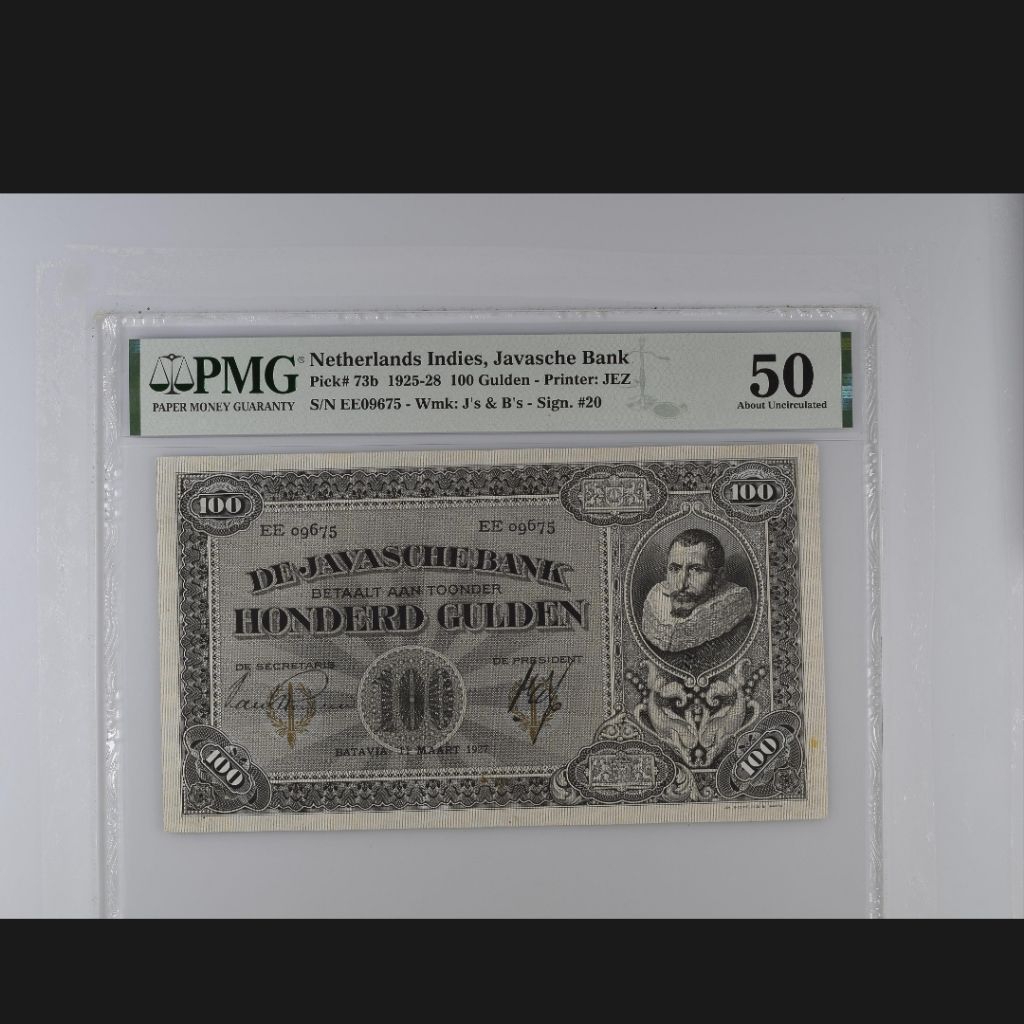 PMG
PAPER MONEY GUARANTY
Netherlands Indies, Javasche Bank
Pick# 73b 1925-28 100 Gulden - Printer: JEZ
S/N EE09675 - Wmk: J's & B's - Sign. #20
50
About Uncirculated
100
100
EE 09675
EE 09675
DE JAVASCHE BANK
BETAALT AAN TOONDER
HONDERD GULDEN
DE SECRETARIS
DE PRESIDENT
100
BATAVIA, 11 MAART 1927
100
100